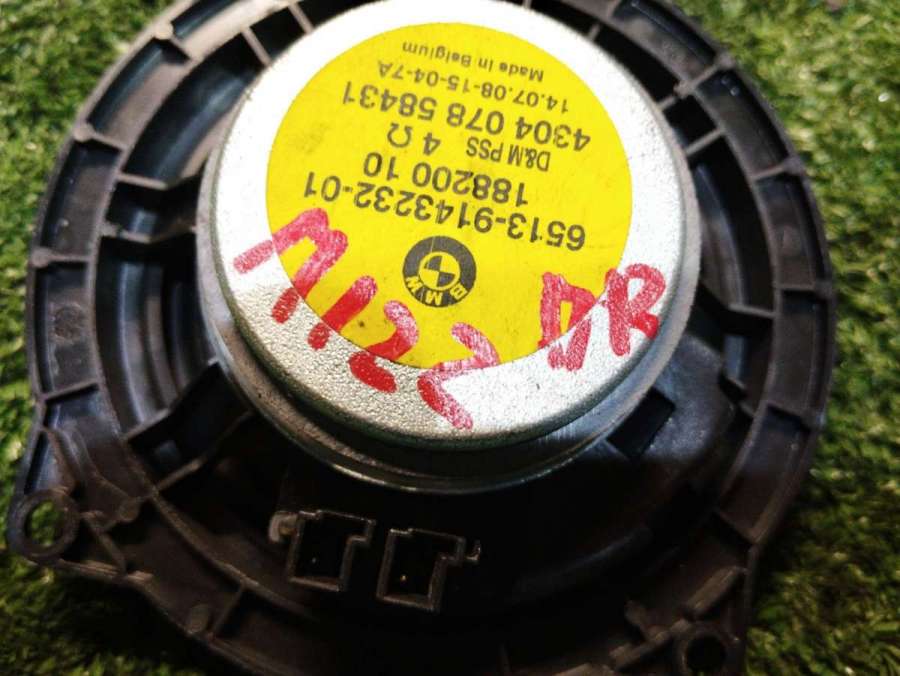 BMW
6513-9143232-01
188200 10
D&M PSS 4 Ω
4304 078 58431
14.07.08-15-04-7A
Made in Belgium
DR